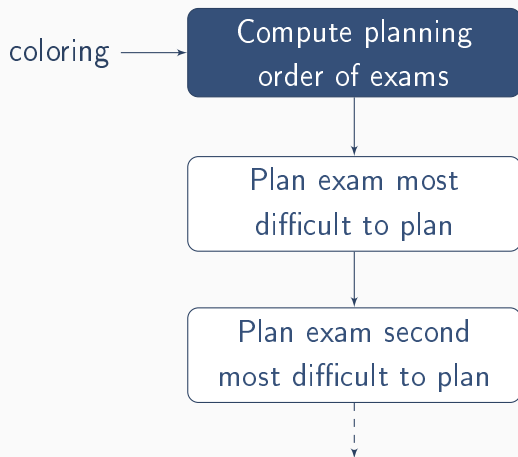 coloring
Compute planning
order of exams
Plan exam most
difficult to plan
Plan exam second
most difficult to plan